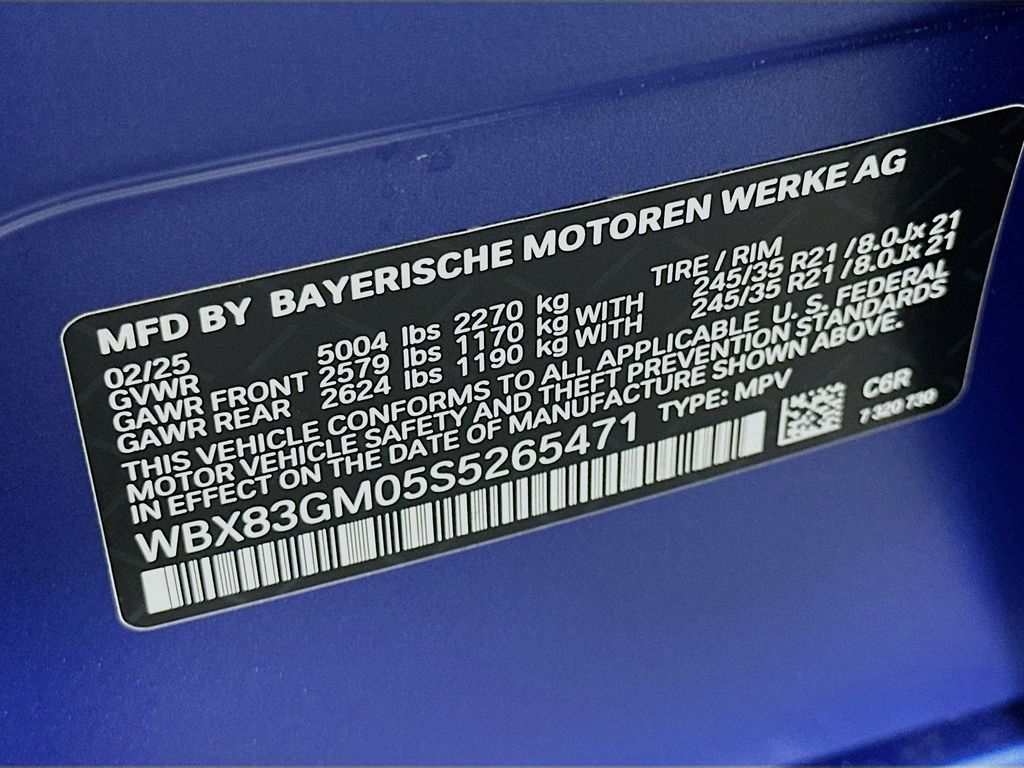 MFD BY BAYERISCHE MOTOREN WERKE AG
02/25 TIRE / RIM
GVWR 5004 lbs 2270 kg
GAWR FRONT 2579 lbs 1170 kg WITH 245/35 R21 / 8.0Jx 21
GAWR REAR 2624 lbs 1190 kg WITH 245/35 R21 / 8.0Jx 21
THIS VEHICLE CONFORMS TO ALL APPLICABLE U. S. FEDERAL
MOTOR VEHICLE SAFETY AND THEFT PREVENTION STANDARDS
IN EFFECT ON THE DATE OF MANUFACTURE SHOWN ABOVE.
WBX83GM05S5265471 TYPE: MPV C6R
7 320 730